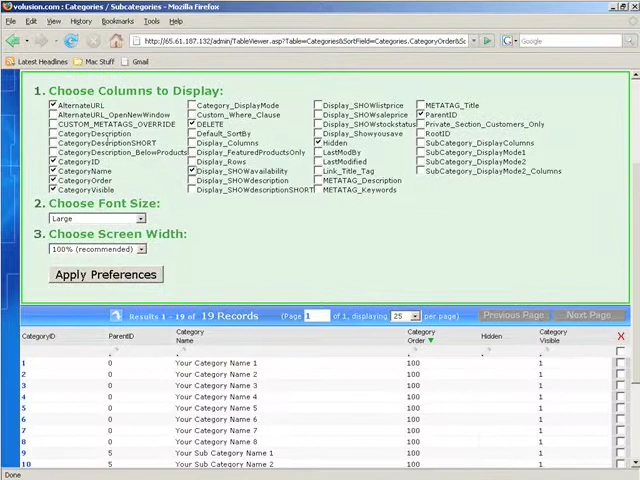 volusion.com: Categories / Subcategories - Mozilla Firefox
File Edit View History Bookmarks Tools Help
http://65.61.187.132/admin/TableViewer.asp?Table=Categories&SortField=Categories.CategoryOrder&S
Google
Latest Headlines Mac Stuff Gmail
1. Choose Columns to Display:
AlternateURL Category_DisplayMode Display_SHOWlistprice METATAG_Title
AlternateURL_OpenNewWindow Custom_Where_Clause Display_SHOWsaleprice ParentID
CUSTOM_METATAGS_OVERRIDE DELETE Display_SHOWstockstatus Private_Section_Customers_Only
CategoryDescription Default_SortBy Display_Showyousave RootID
CategoryDescriptionSHORT Display_Columns Hidden SubCategory_DisplayColumns
CategoryDescription_BelowProducts Display_FeaturedProductsOnly LastModBy SubCategory_DisplayMode1
CategoryID Display_Rows LastModified SubCategory_DisplayMode2
CategoryName Display_SHOWavailability Link_Title_Tag SubCategory_DisplayMode2_Columns
CategoryOrder Display_SHOWdescription METATAG_Description
CategoryVisible Display_SHOWdescriptionSHORT METATAG_Keywords
2. Choose Font Size:
Large
3. Choose Screen Width:
100% (recommended)
Apply Preferences
Results 1 - 19 of 19 Records (Page 1 of 1, displaying 25 per page) Previous Page Next Page
CategoryID ParentID Category Name Category Order Hidden Category Visible X
1 0 Your Category Name 1 100 1
2 0 Your Category Name 2 100 1
3 0 Your Category Name 3 100 1
4 0 Your Category Name 4 100 1
5 0 Your Category Name 5 100 1
6 0 Your Category Name 6 100 1
7 0 Your Category Name 7 100 1
8 0 Your Category Name 8 100 1
9 5 Your Sub Category Name 1 100 1
10 5 Your Sub Category Name 2 100 1
Done